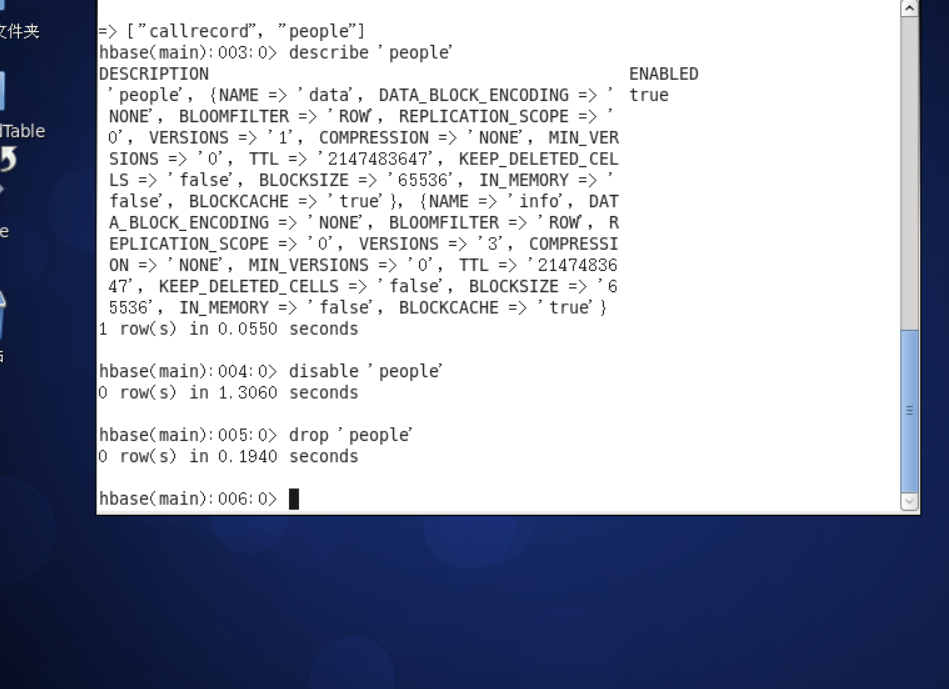 文件夹
dTable
e
=> ["callrecord", "people"]
hbase(main):003:0> describe 'people'
DESCRIPTION ENABLED
'people', {NAME => 'data', DATA_BLOCK_ENCODING => ' true
NONE', BLOOMFILTER => 'ROW', REPLICATION_SCOPE => '
0', VERSIONS => '1', COMPRESSION => 'NONE', MIN_VER
SIONS => '0', TTL => '2147483647', KEEP_DELETED_CEL
LS => 'false', BLOCKSIZE => '65536', IN_MEMORY => '
false', BLOCKCACHE => 'true'}, {NAME => 'info', DAT
A_BLOCK_ENCODING => 'NONE', BLOOMFILTER => 'ROW', R
EPLICATION_SCOPE => '0', VERSIONS => '3', COMPRESSI
ON => 'NONE', MIN_VERSIONS => '0', TTL => '21474836
47', KEEP_DELETED_CELLS => 'false', BLOCKSIZE => '6
5536', IN_MEMORY => 'false', BLOCKCACHE => 'true'}
1 row(s) in 0.0550 seconds
hbase(main):004:0> disable 'people'
0 row(s) in 1.3060 seconds
hbase(main):005:0> drop 'people'
0 row(s) in 0.1940 seconds
hbase(main):006:0>